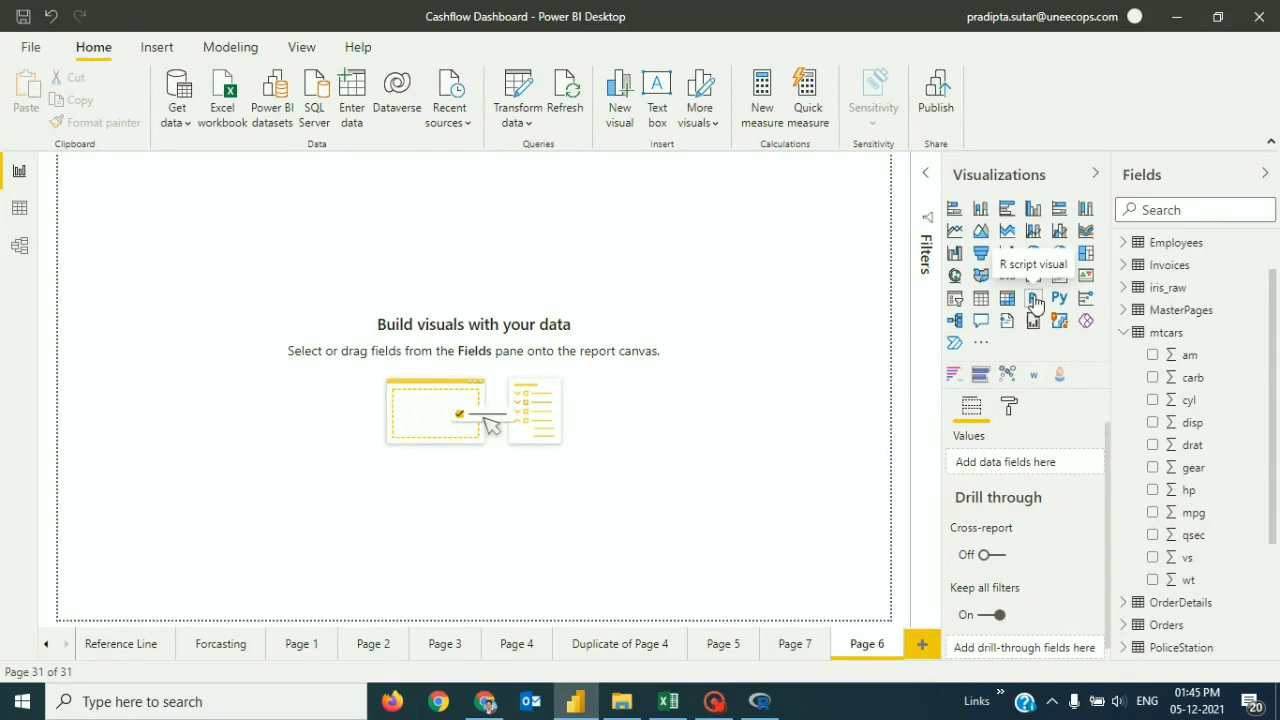 Cashflow Dashboard - Power BI Desktop
pradipta.sutar@uneecops.com
File
Home
Insert
Modeling
View
Help
Paste
Cut
Copy
Format painter
Clipboard
Get data
Excel workbook
Power BI datasets
SQL Server
Enter data
Dataverse
Recent sources
Data
Transform data
Refresh
Queries
New visual
Text box
More visuals
Insert
New measure
Quick measure
Calculations
Sensitivity
Sensitivity
Publish
Share
Build visuals with your data
Select or drag fields from the Fields pane onto the report canvas.
Filters
Visualizations
R script visual
Py
Values
Add data fields here
Drill through
Cross-report
Off
Keep all filters
On
Add drill-through fields here
Fields
Search
Employees
Invoices
iris_raw
MasterPages
mtcars
am
carb
cyl
disp
drat
gear
hp
mpg
qsec
vs
wt
OrderDetails
Orders
PoliceStation
Reference Line
Forcasting
Page 1
Page 2
Page 3
Page 4
Duplicate of Page 4
Page 5
Page 7
Page 6
Page 31 of 31
Type here to search
Links
ENG
01:45 PM
05-12-2021
20